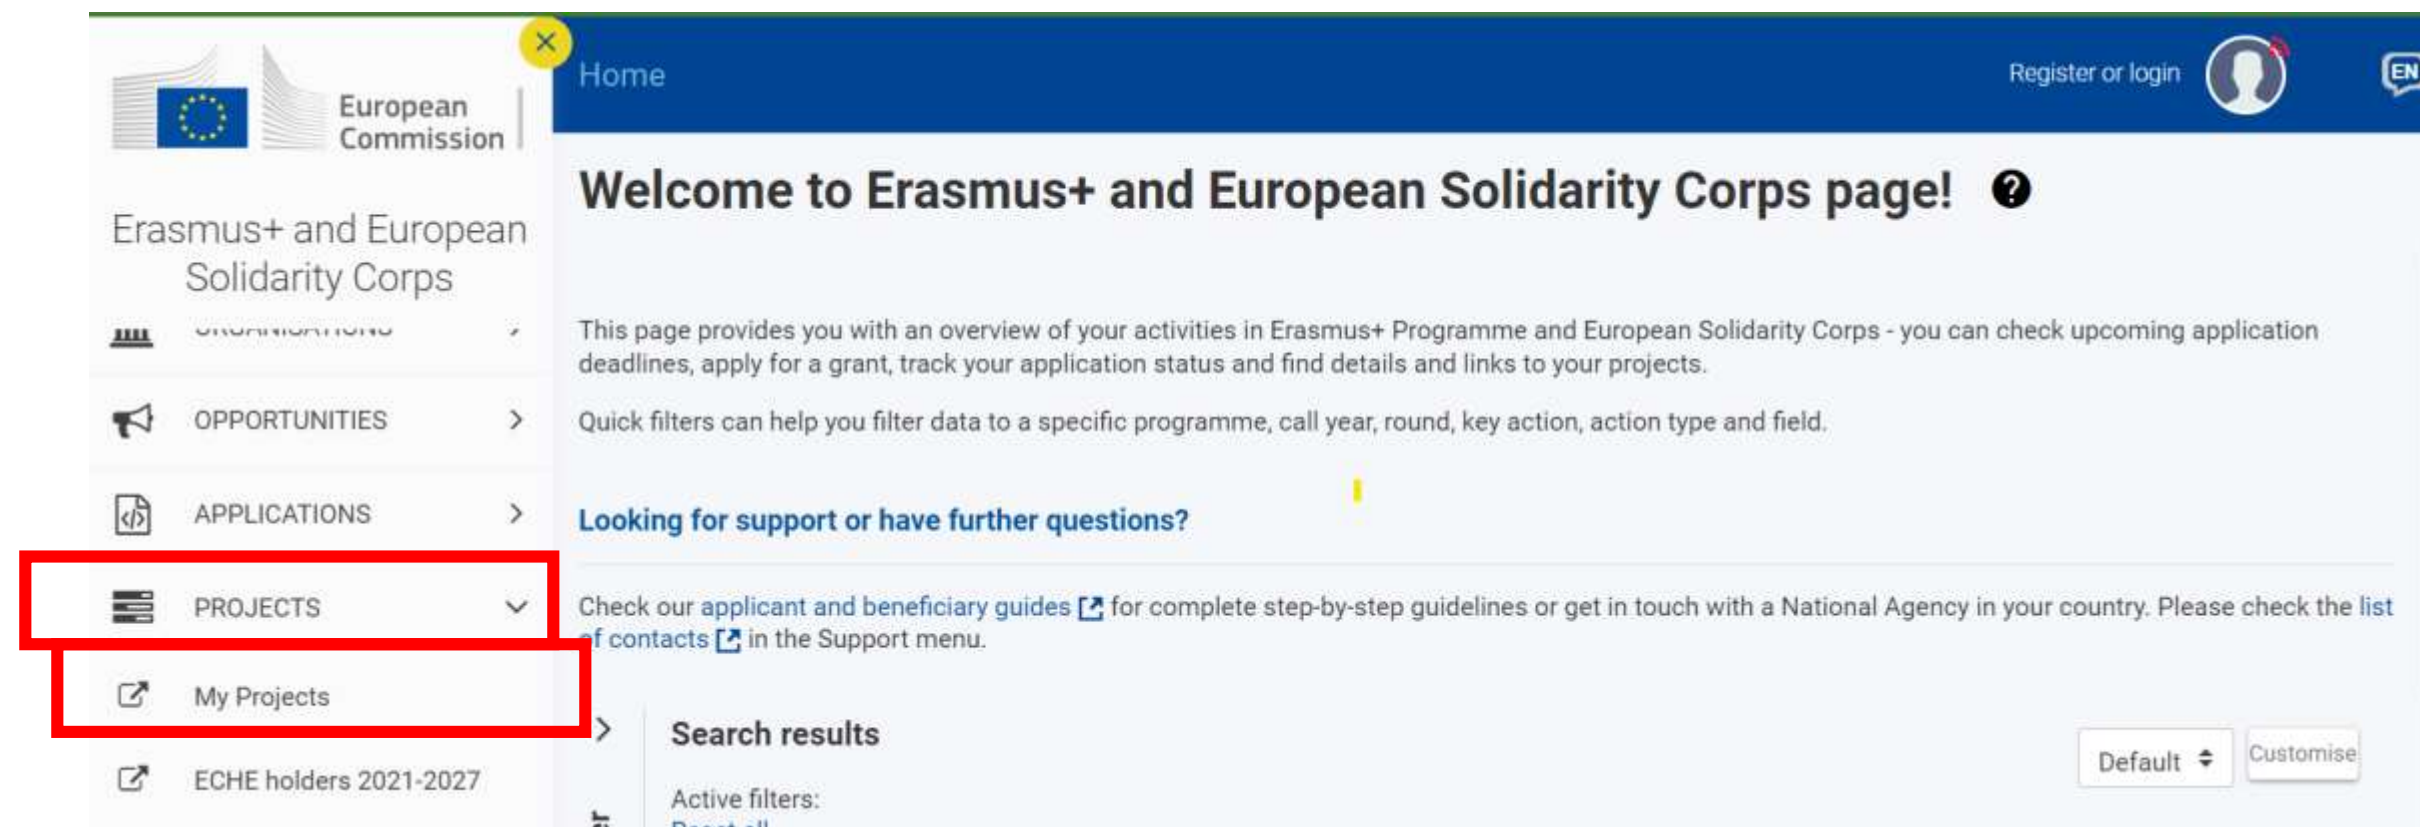 European
Commission
Erasmus+ and European
Solidarity Corps
ORGANISATIONS
OPPORTUNITIES
APPLICATIONS
PROJECTS
My Projects
ECHE holders 2021-2027
Home
Register or login
EN
Welcome to Erasmus+ and European Solidarity Corps page!
This page provides you with an overview of your activities in Erasmus+ Programme and European Solidarity Corps - you can check upcoming application
deadlines, apply for a grant, track your application status and find details and links to your projects.
Quick filters can help you filter data to a specific programme, call year, round, key action, action type and field.
Looking for support or have further questions?
Check our applicant and beneficiary guides for complete step-by-step guidelines or get in touch with a National Agency in your country. Please check the list
of contacts in the Support menu.
Search results
Default
Customise
Active filters:
Reset all